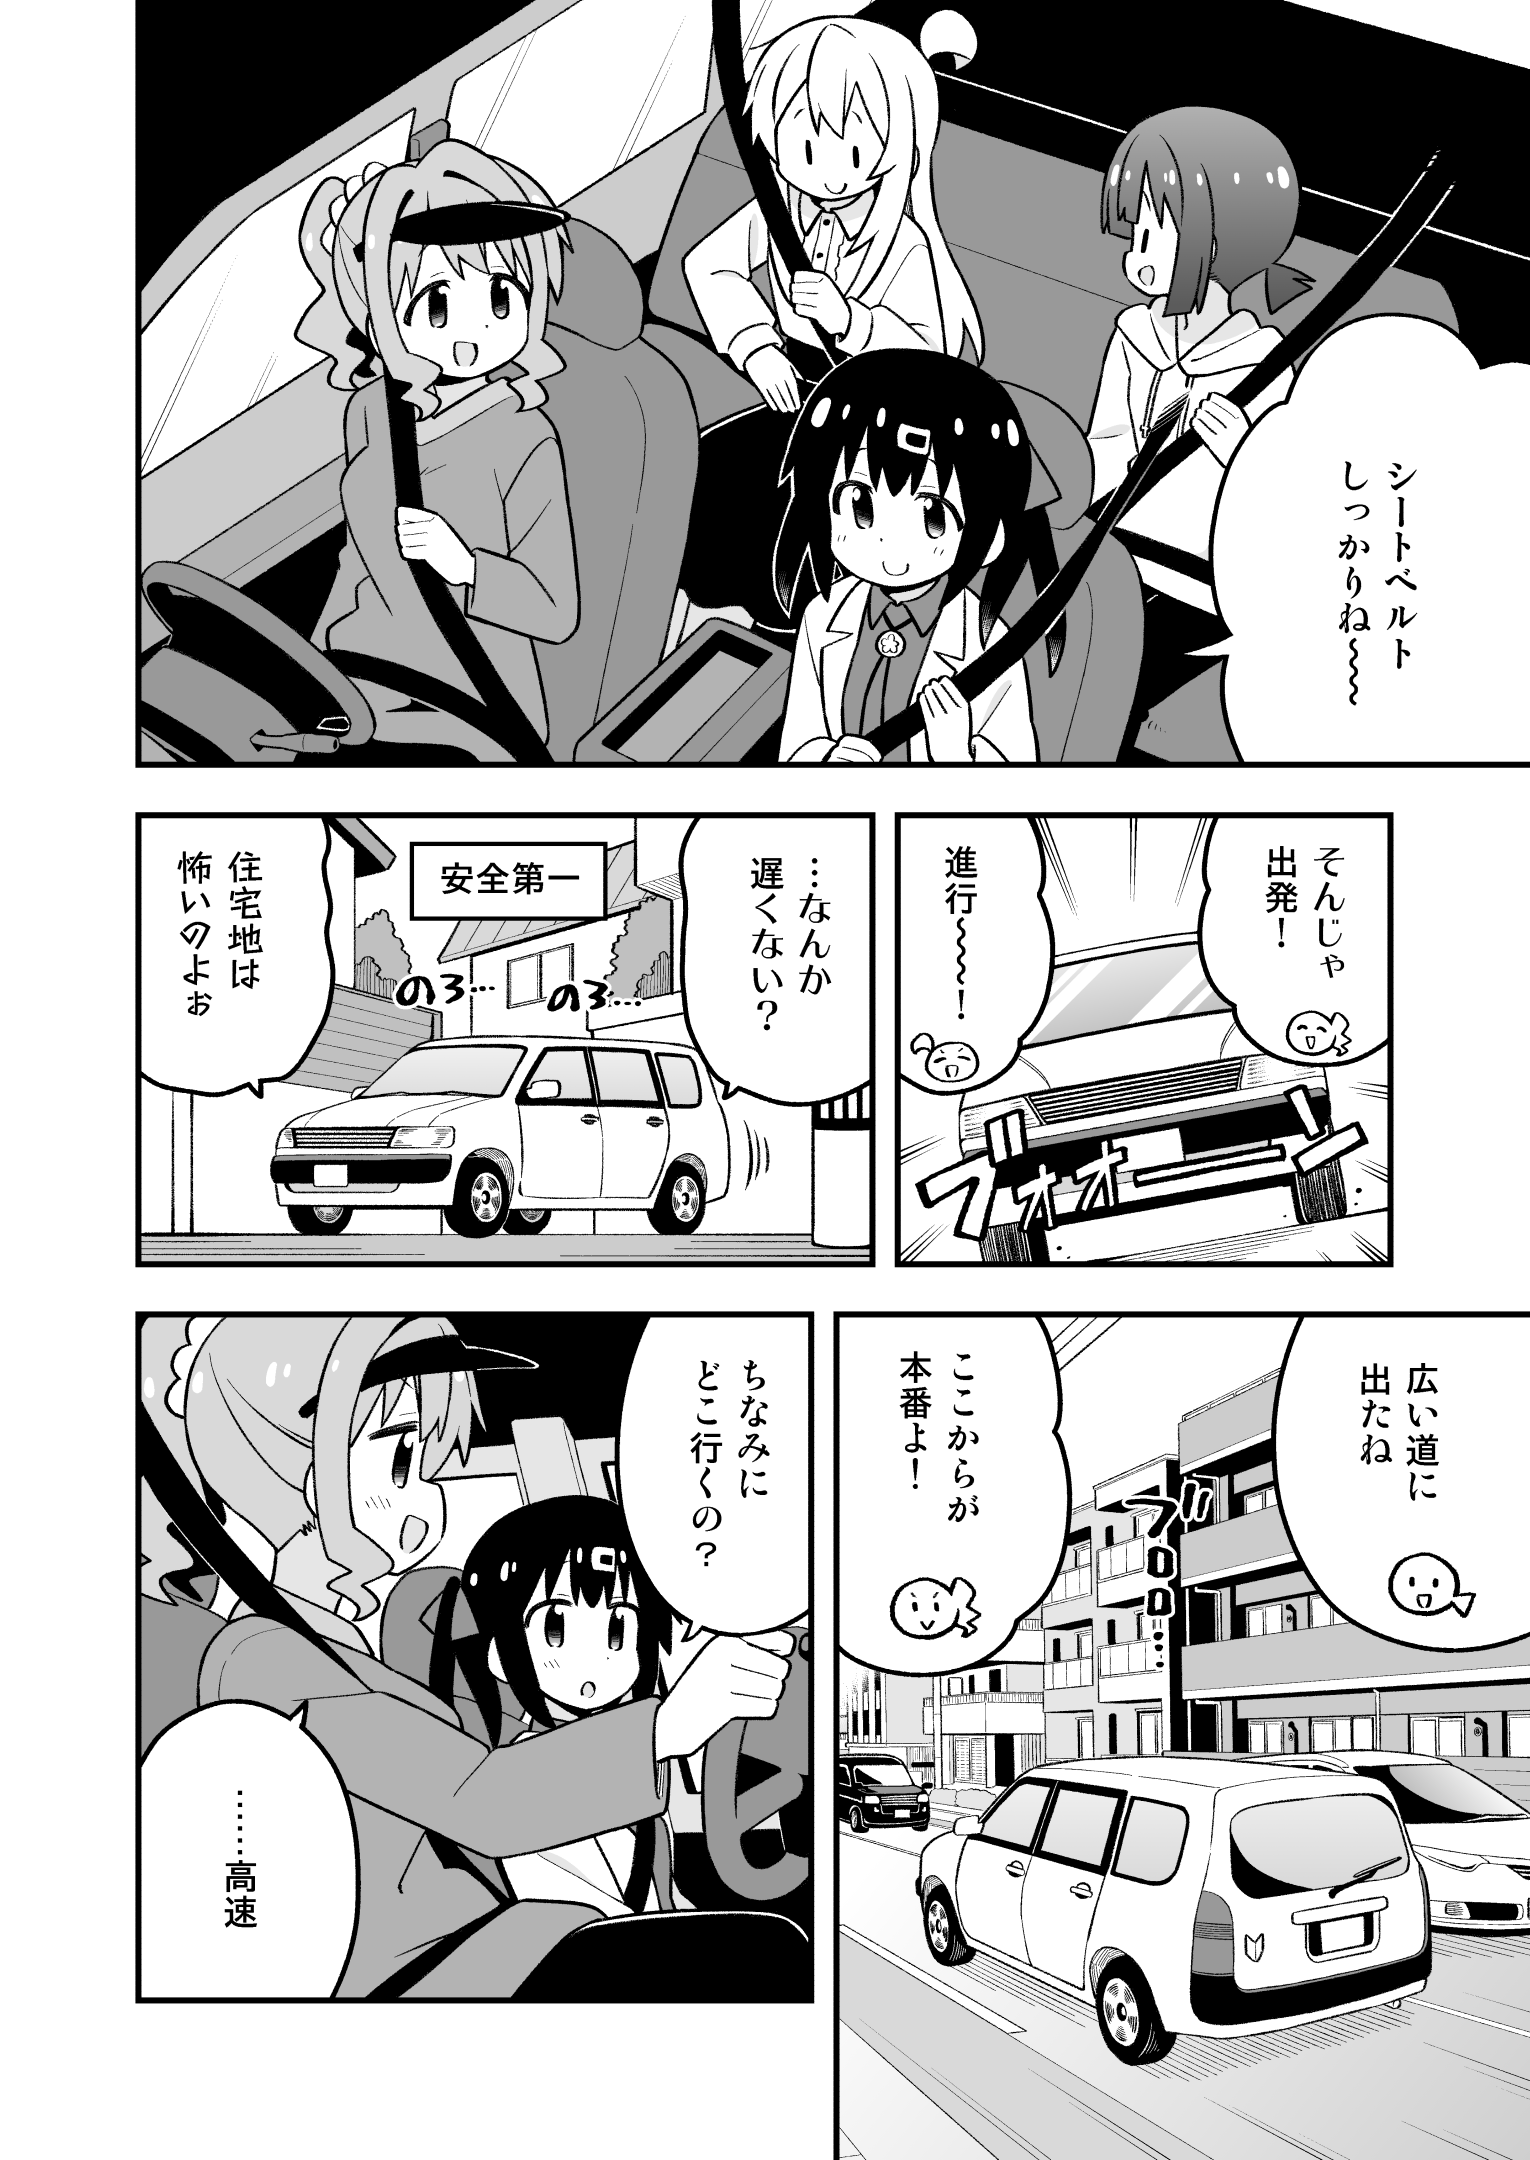 シートベルト
しっかりね〜〜
そんじゃ
出発！
進行〜〜！
ブオオーン
…なんか
遅くない？
安全第一
のろ…
のろ…
住宅地は
怖いのよぉ
広い道に
出たね
ブロロロ…
ここからが
本番よ！
ちなみに
どこ行くの？
……高速